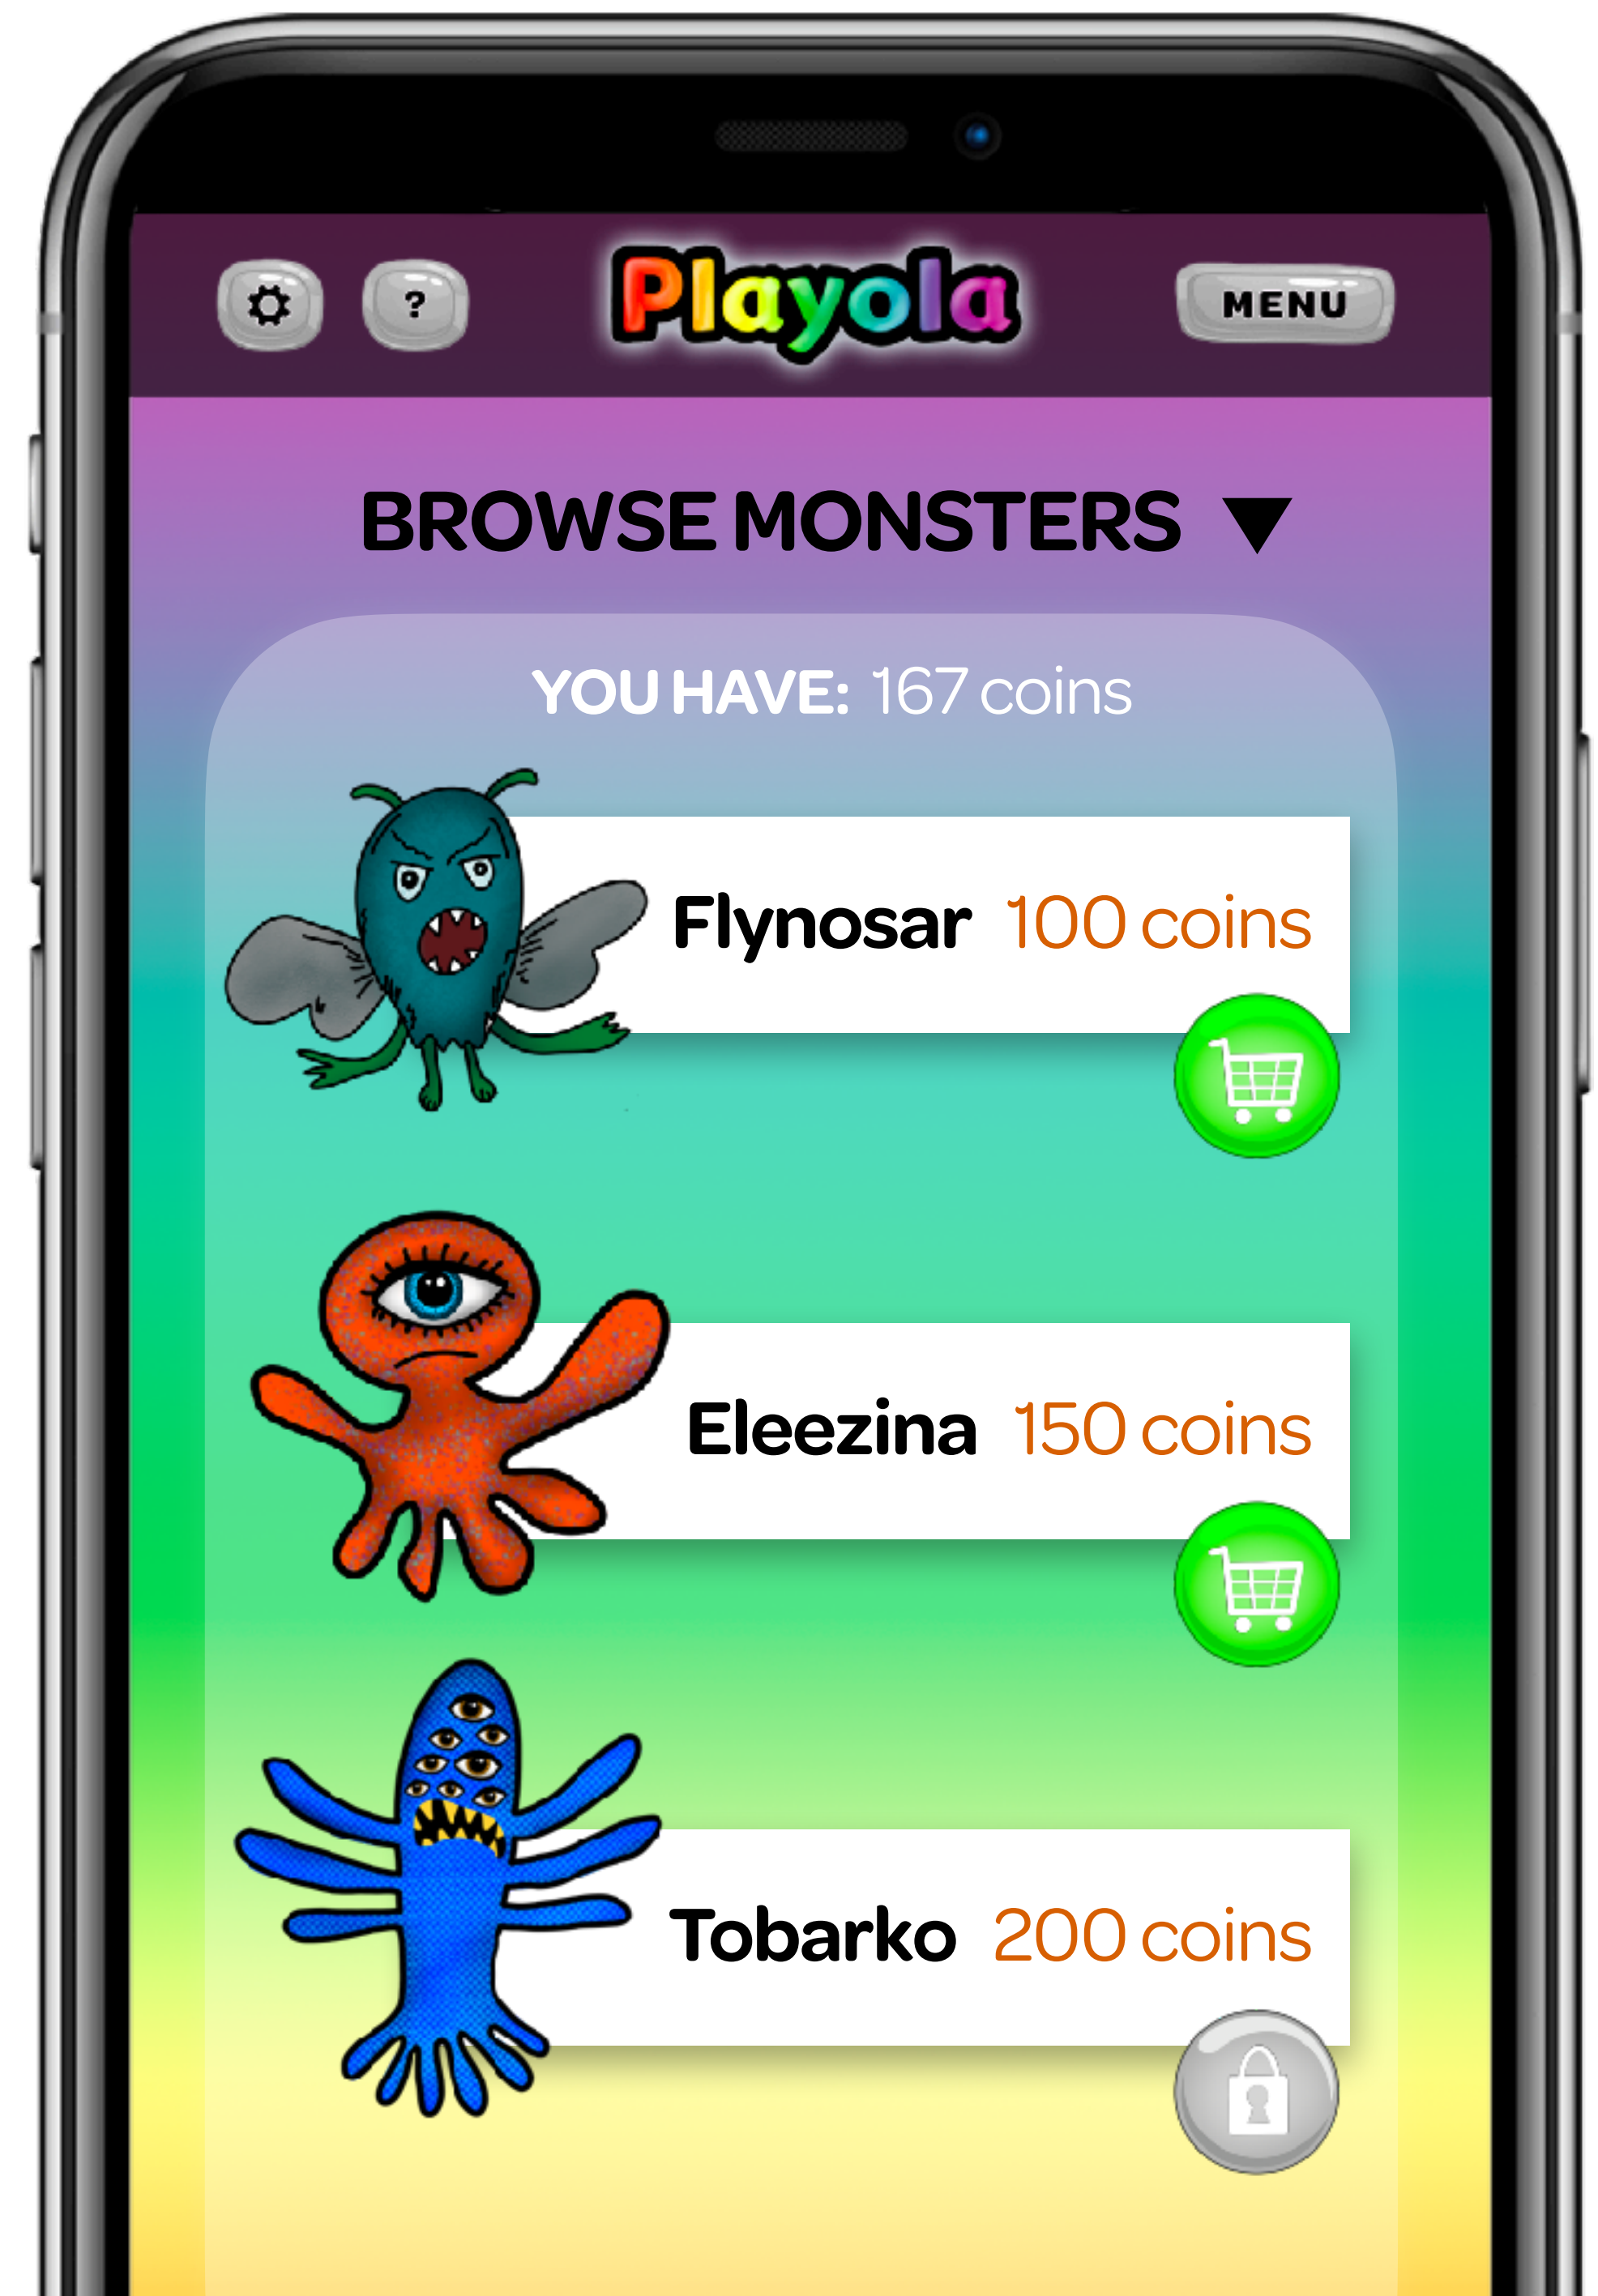 ?
Playola
MENU
BROWSE MONSTERS
YOU HAVE: 167 coins
Flynosar 100 coins
Eleezina 150 coins
Tobarko 200 coins